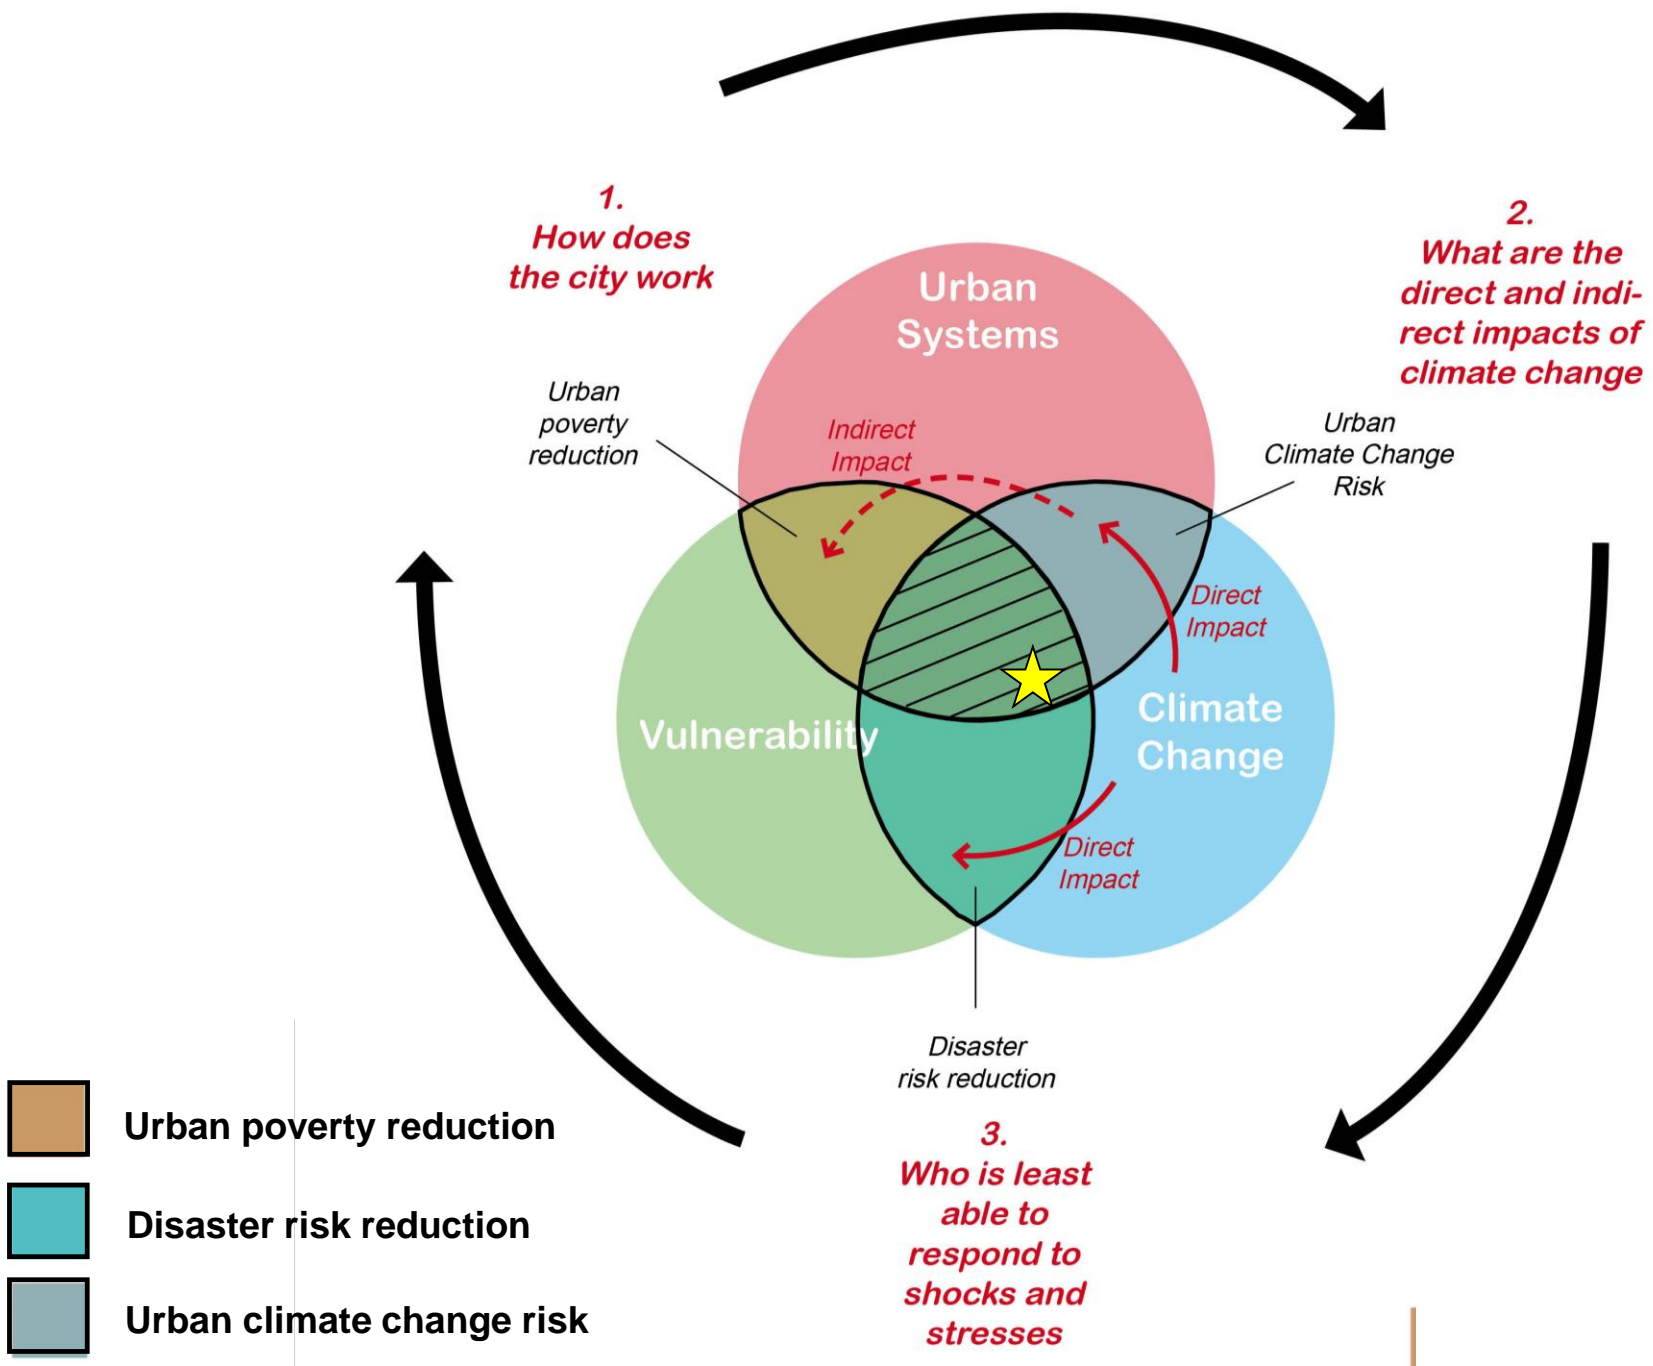 1.
How does
the city work
2.
What are the
direct and indi-
rect impacts of
climate change
Urban
Systems
Urban
poverty
reduction
Indirect
Impact
Urban
Climate Change
Risk
Direct
Impact
Vulnerability
Climate
Change
Direct
Impact
Disaster
risk reduction
3.
Who is least
able to
respond to
shocks and
stresses
Urban poverty reduction
Disaster risk reduction
Urban climate change risk